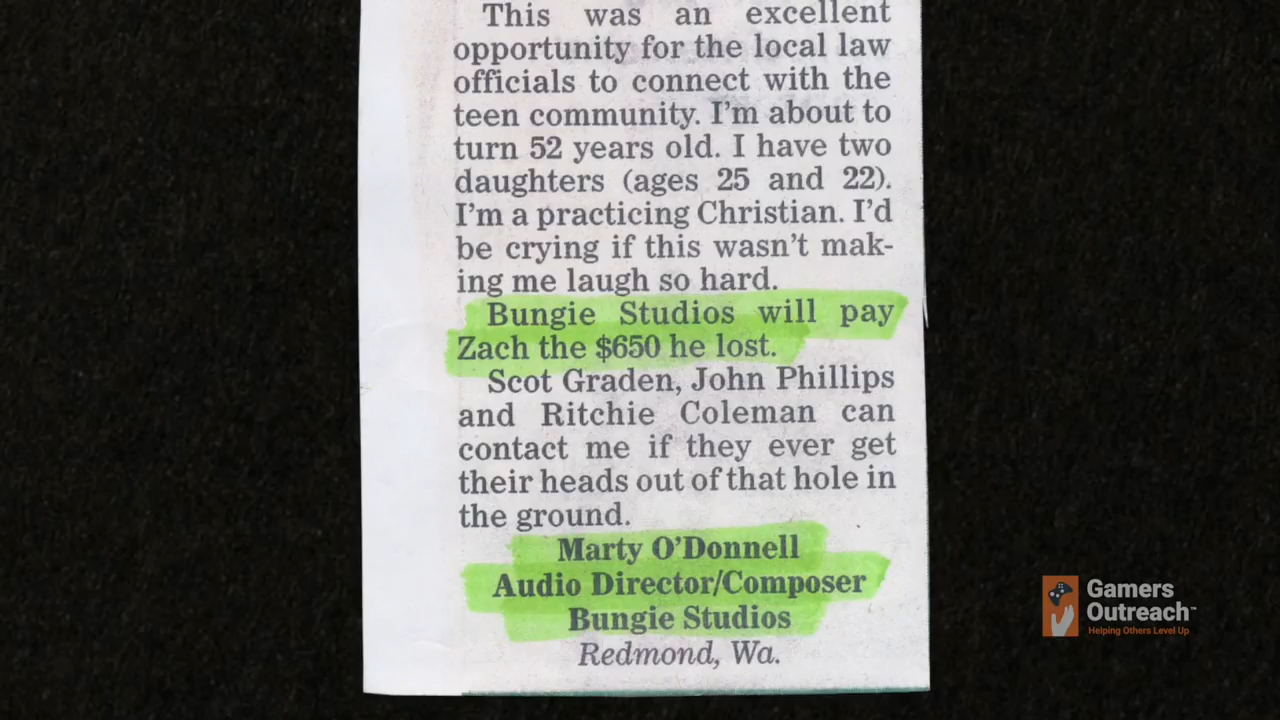 This was an excellent
opportunity for the local law
officials to connect with the
teen community. I'm about to
turn 52 years old. I have two
daughters (ages 25 and 22).
I'm a practicing Christian. I'd
be crying if this wasn't mak-
ing me laugh so hard.
Bungie Studios will pay
Zach the $650 he lost.
Scot Graden, John Phillips
and Ritchie Coleman can
contact me if they ever get
their heads out of that hole in
the ground.
Marty O'Donnell
Audio Director/Composer
Bungie Studios
Redmond, Wa.
Gamers
Outreach™
Helping Others Level Up